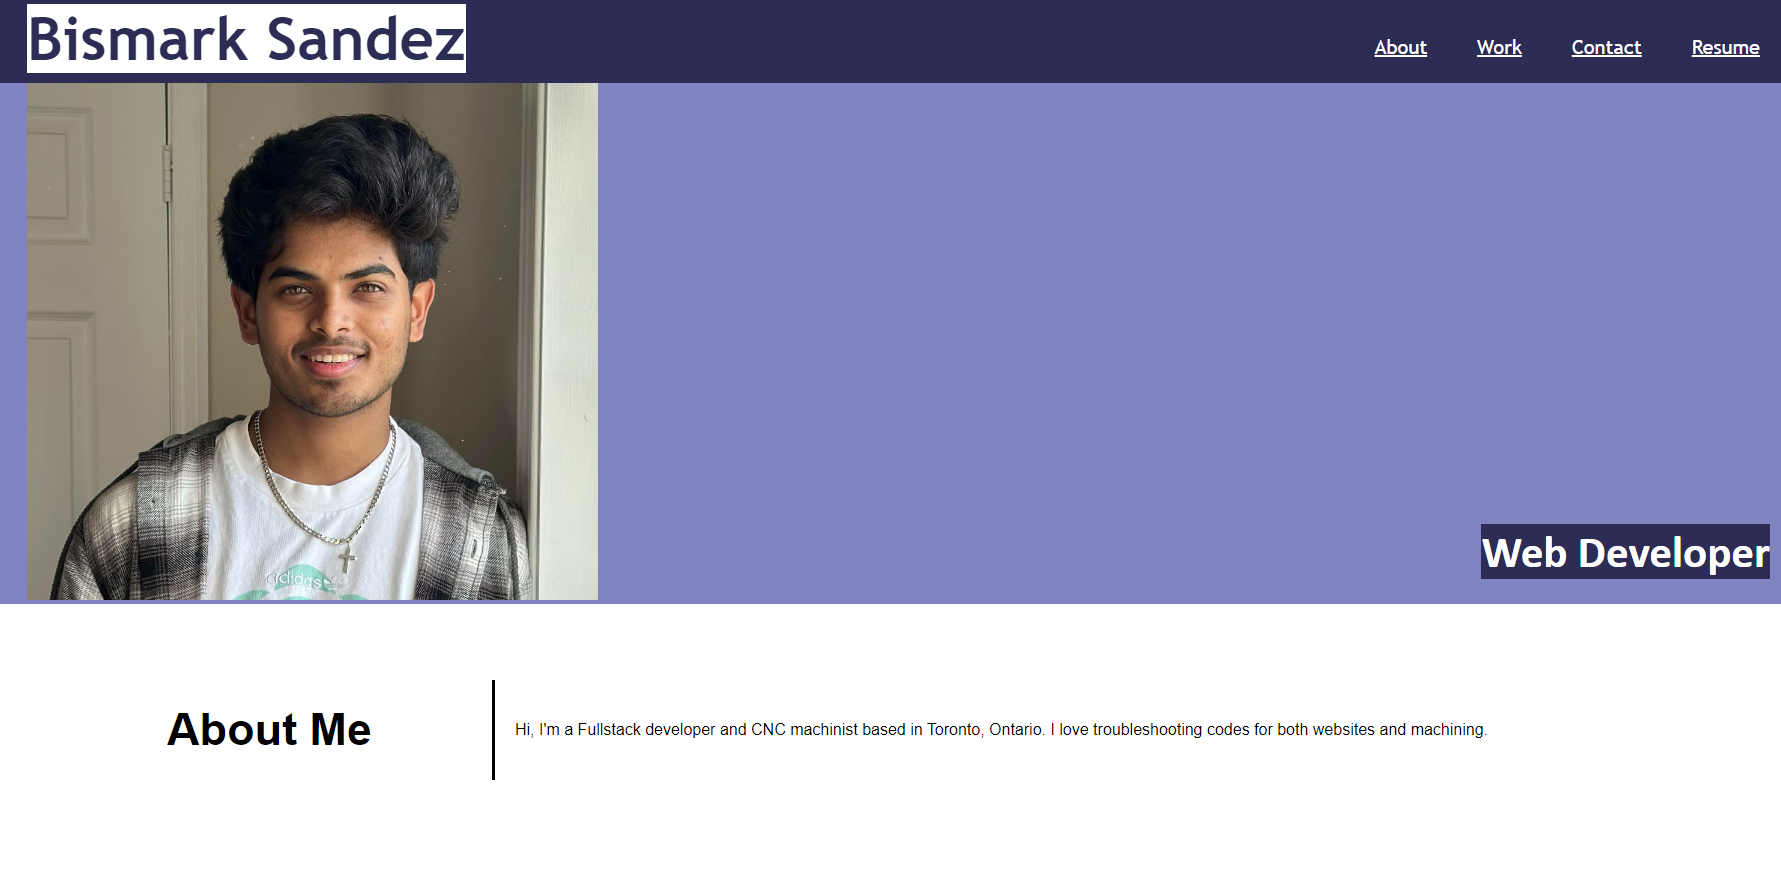 Bismark Sandez
About Work Contact Resume
adidas
Web Developer
About Me
Hi, I'm a Fullstack developer and CNC machinist based in Toronto, Ontario. I love troubleshooting codes for both websites and machining.